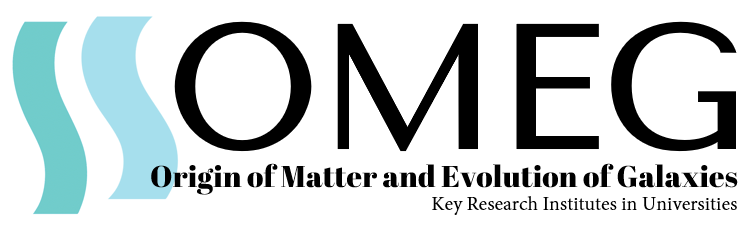 OMEG
Origin of Matter and Evolution of Galaxies
Key Research Institutes in Universities